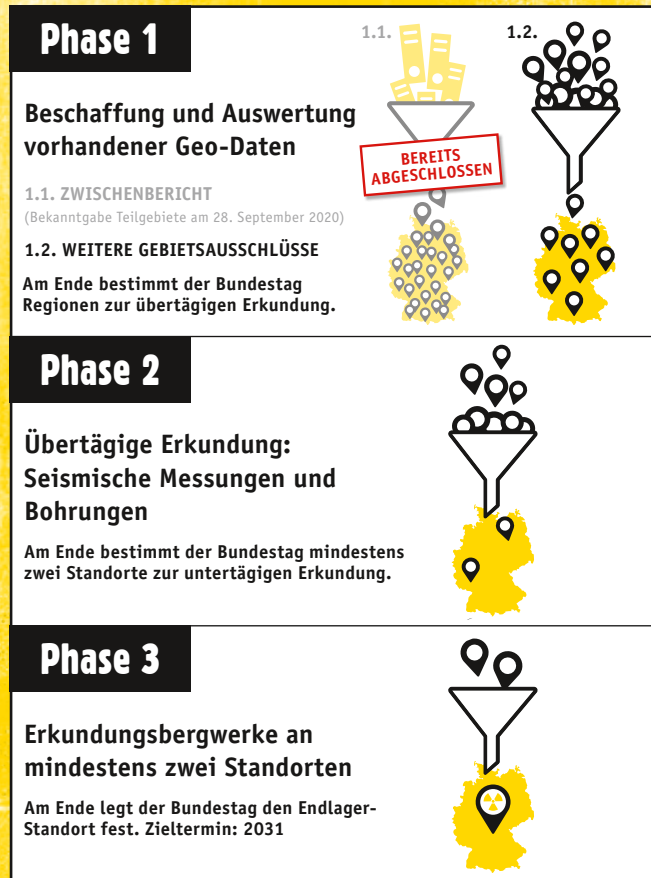 Phase 1
1.1.
1.2.
Beschaffung und Auswertung
vorhandener Geo-Daten
BEREITS
ABGESCHLOSSEN
1.1. ZWISCHENBERICHT
(Bekanntgabe Teilgebiete am 28. September 2020)
1.2. WEITERE GEBIETSAUSSCHLÜSSE
Am Ende bestimmt der Bundestag
Regionen zur übertägigen Erkundung.
Phase 2
Übertägige Erkundung:
Seismische Messungen und
Bohrungen
Am Ende bestimmt der Bundestag mindestens
zwei Standorte zur untertägigen Erkundung.
Phase 3
Erkundungsbergwerke an
mindestens zwei Standorten
Am Ende legt der Bundestag den Endlager-
Standort fest. Zieltermin: 2031